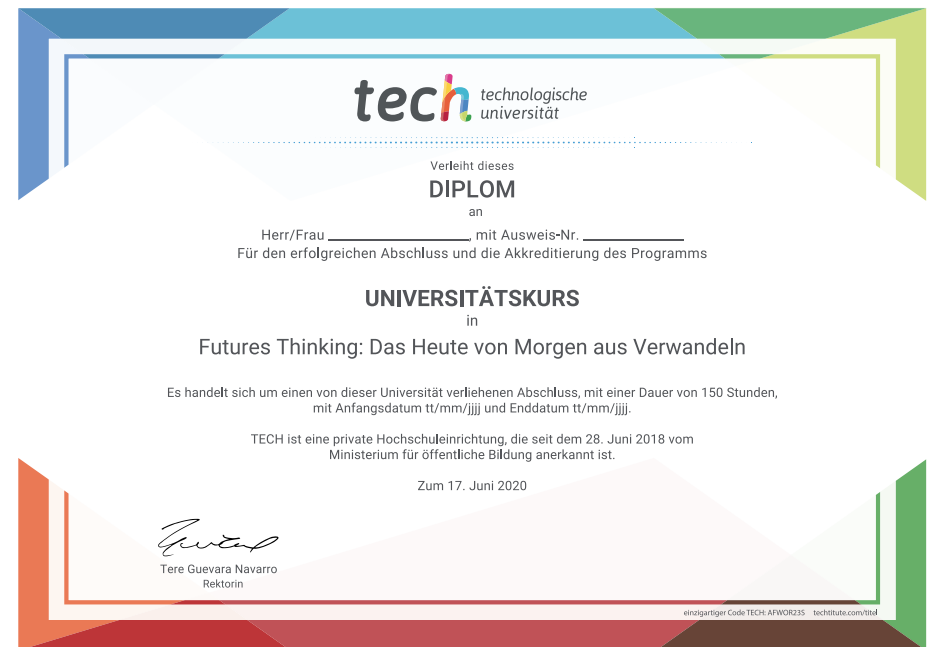 tech technologische
universität
Verleiht dieses
DIPLOM
an
Herr/Frau ____________________, mit Ausweis-Nr. ______________
Für den erfolgreichen Abschluss und die Akkreditierung des Programms
UNIVERSITÄTSKURS
in
Futures Thinking: Das Heute von Morgen aus Verwandeln
Es handelt sich um einen von dieser Universität verliehenen Abschluss, mit einer Dauer von 150 Stunden,
mit Anfangsdatum tt/mm/jjjj und Enddatum tt/mm/jjjj.
TECH ist eine private Hochschuleinrichtung, die seit dem 28. Juni 2018 vom
Ministerium für öffentliche Bildung anerkannt ist.
Zum 17. Juni 2020
Tere Guevara Navarro
Rektorin
einzigartiger Code TECH: AFWOR23S techtitute.com/titel